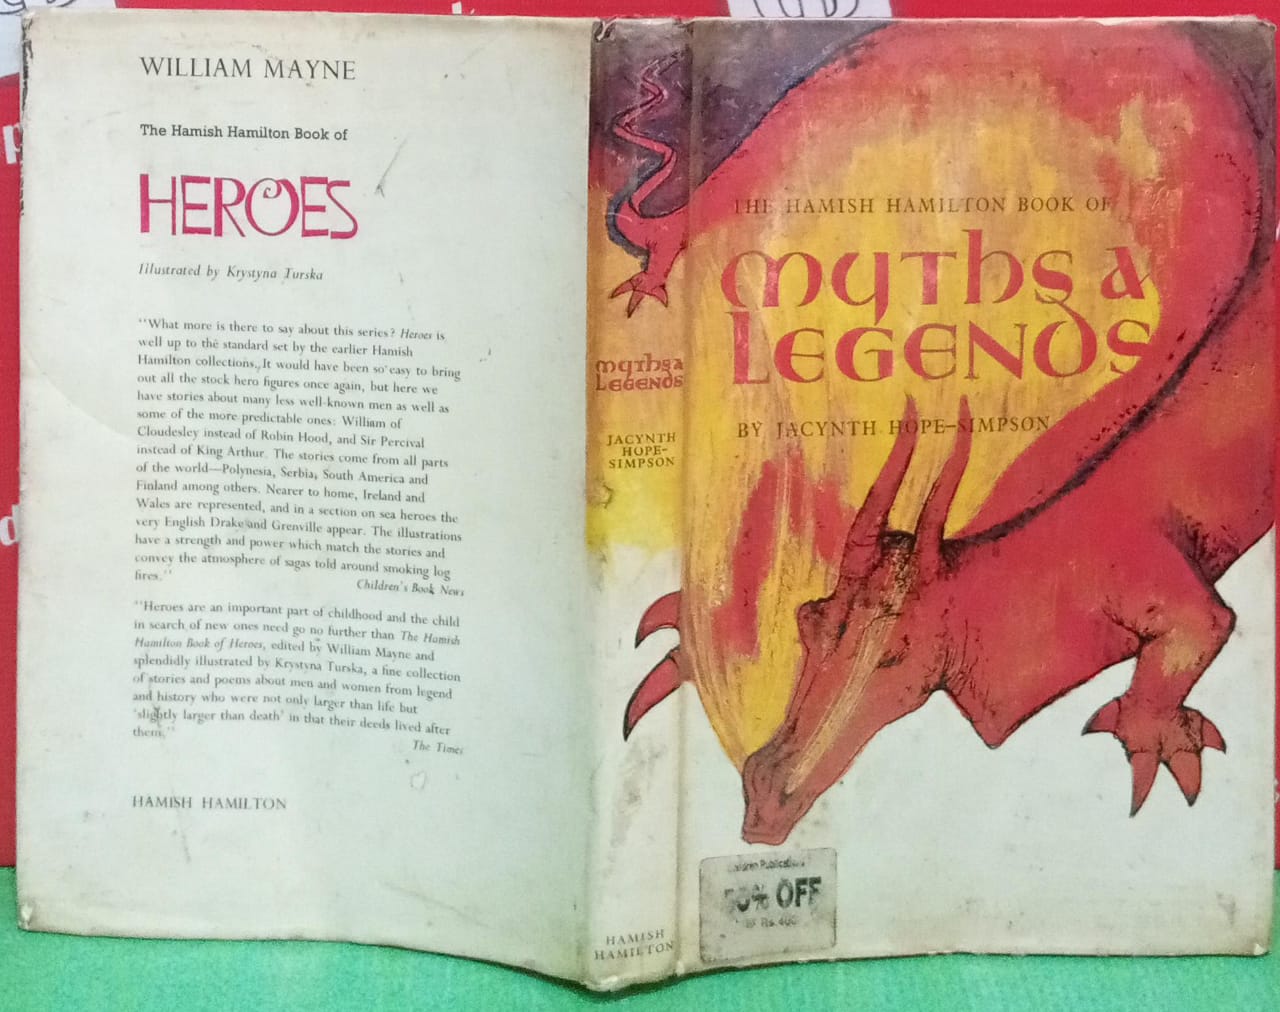 WILLIAM MAYNE
The Hamish Hamilton Book of
HEROES
Illustrated by Krystyna Turska
"What more is there to say about this series? Heroes is
well up to the standard set by the earlier Hamish
Hamilton collections. It would have been so easy to bring
out all the stock hero figures once again, but here we
have stories about many less well-known men as well as
some of the more predictable ones: William of
Cloudesley instead of Robin Hood, and Sir Percival
instead of King Arthur. The stories come from all parts
of the world—Polynesia, Serbia, South America and
Finland among others. Nearer to home, Ireland and
Wales are represented, and in a section on sea heroes the
very English Drake and Grenville appear. The illustrations
have a strength and power which match the stories and
convey the atmosphere of sagas told around smoking log
fires."
Children's Book News
"Heroes are an important part of childhood and the child
in search of new ones need go no further than The Hamish
Hamilton Book of Heroes, edited by William Mayne and
splendidly illustrated by Krystyna Turska, a fine collection
of stories and poems about men and women from legend
and history who were not only larger than life but
'slightly larger than death' in that their deeds lived after
them."
The Times
HAMISH HAMILTON
myths &
LEGENDS
JACYNTH
HOPE-
SIMPSON
HAMISH
HAMILTON
THE HAMISH HAMILTON BOOK OF
myths &
LEGENDS
BY JACYNTH HOPE-SIMPSON
50% OFF
Rs. 400